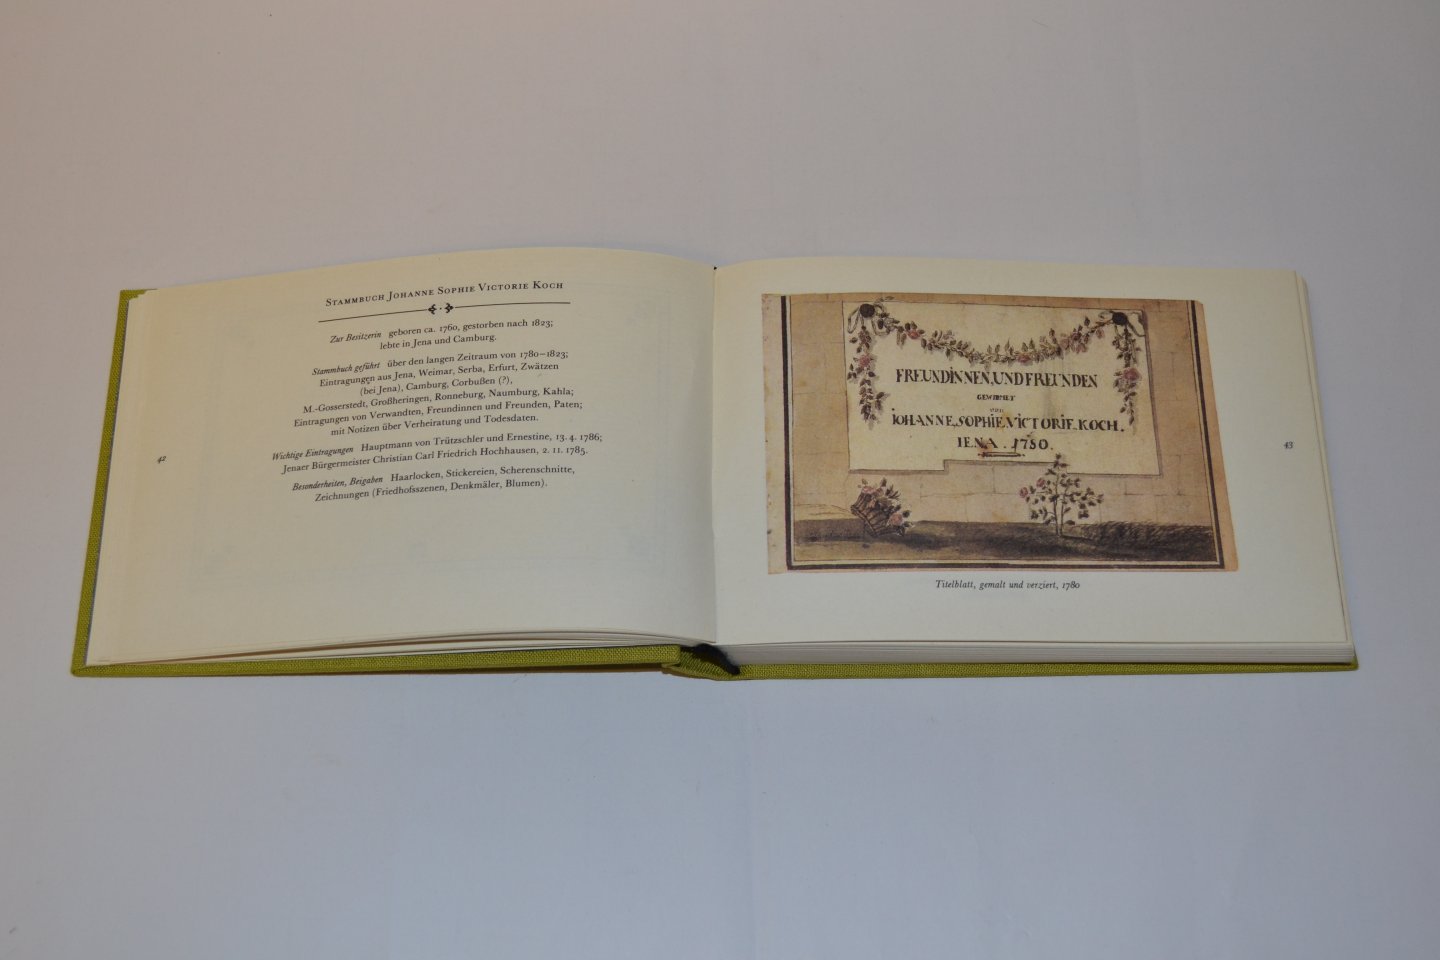 Stammbuch Johanne Sophie Victorie Koch
Zur Besitzerin geboren ca. 1760, gestorben nach 1823;
lebte in Jena und Camburg.
Stammbuch geführt über den langen Zeitraum von 1780–1823;
Eintragungen aus Jena, Weimar, Serba, Erfurt, Zwätzen
(bei Jena), Camburg, Corbußen (?),
M.-Gosserstedt, Großheringen, Ronneburg, Naumburg, Kahla;
Eintragungen von Verwandten, Freundinnen und Freunden, Paten;
mit Notizen über Verheiratung und Todesdaten.
Wichtige Eintragungen Hauptmann von Trützschler und Ernestine, 13. 4. 1786;
Jenaer Bürgermeister Christian Carl Friedrich Hochhausen, 2. 11. 1785.
Besonderheiten, Beigaben Haarlocken, Stickereien, Scherenschnitte,
Zeichnungen (Friedhofsszenen, Denkmäler, Blumen).
42
FREUNDINNEN, UND FREUNDEN
GEWIDMET
von
JOHANNE, SOPHIE, VICTORIE, KOCH.
IENA. 1780.
Titelblatt, gemalt und verziert, 1780
43